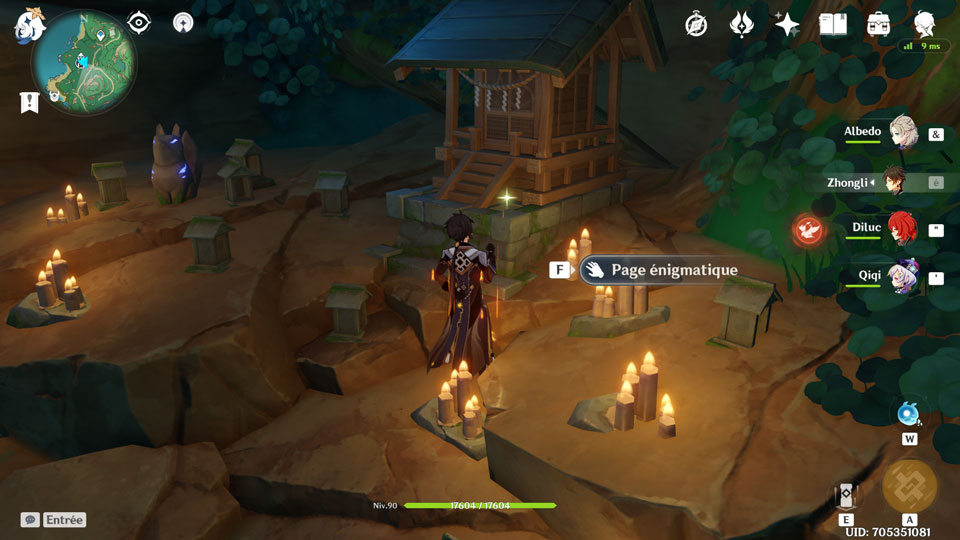 N
9 ms
Albedo
&
Zhongli
é
Diluc
"
Qiqi
'
F
Page énigmatique
W
Niv.90
17604 / 17604
Entrée
E
A
UID: 705351081